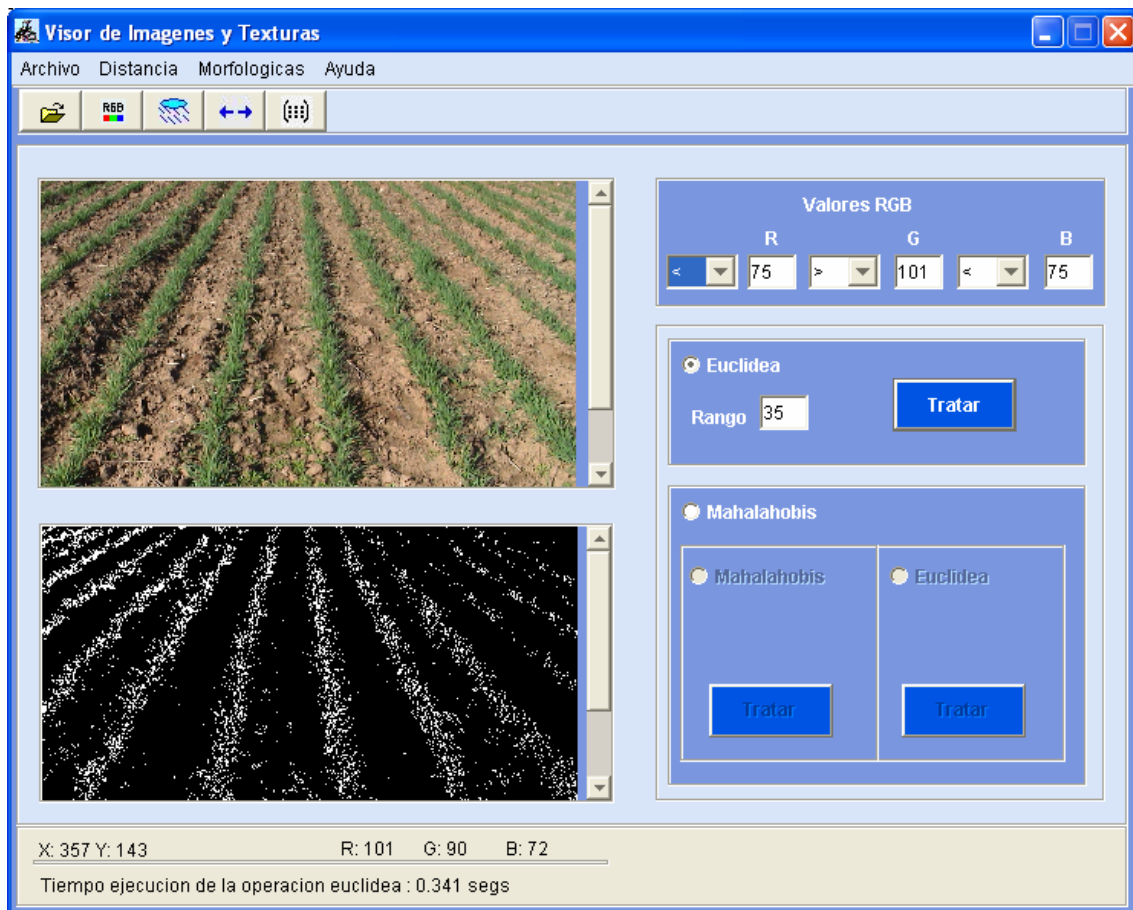 Visor de Imagenes y Texturas
Archivo Distancia Morfologicas Ayuda
RGB
Valores RGB
R G B
< 75 > 101 < 75
Euclidea
Rango 35
Tratar
Mahalahobis
Mahalahobis Euclidea
Tratar Tratar
X: 357 Y: 143 R: 101 G: 90 B: 72
Tiempo ejecucion de la operacion euclidea : 0.341 segs